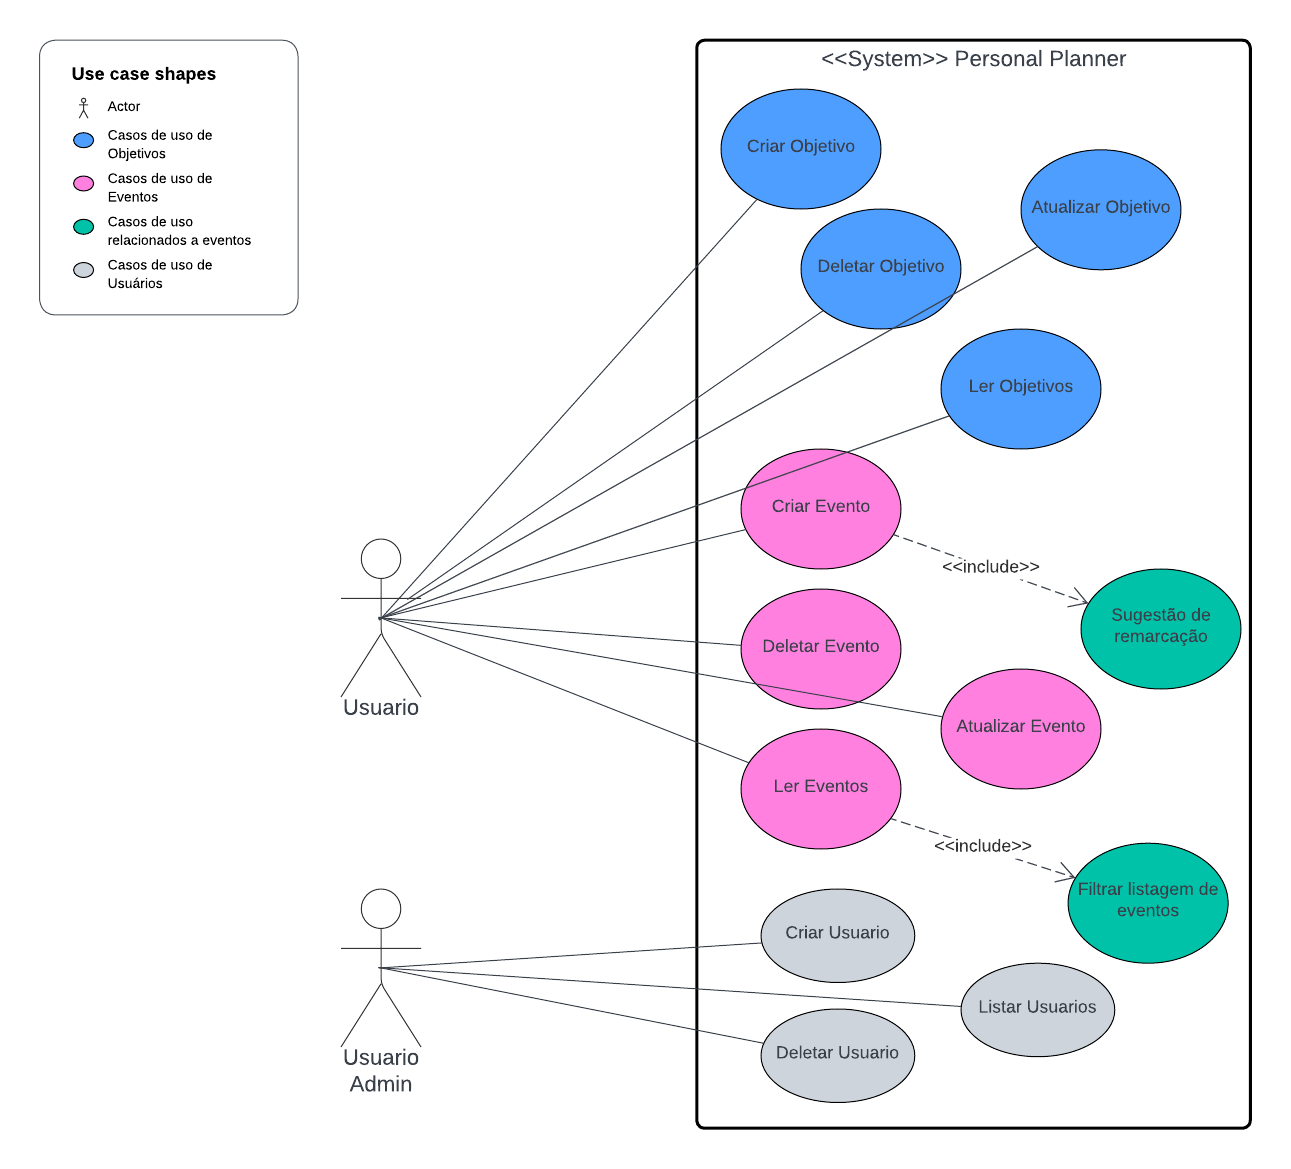 Use case shapes
Actor
Casos de uso de
Objetivos
Casos de uso de
Eventos
Casos de uso
relacionados a eventos
Casos de uso de
Usuários
<<System>> Personal Planner
Criar Objetivo
Atualizar Objetivo
Deletar Objetivo
Ler Objetivos
Criar Evento
<<include>>
Sugestão de
remarcação
Deletar Evento
Usuario
Atualizar Evento
Ler Eventos
<<include>>
Filtrar listagem de
eventos
Criar Usuario
Listar Usuarios
Deletar Usuario
Usuario
Admin